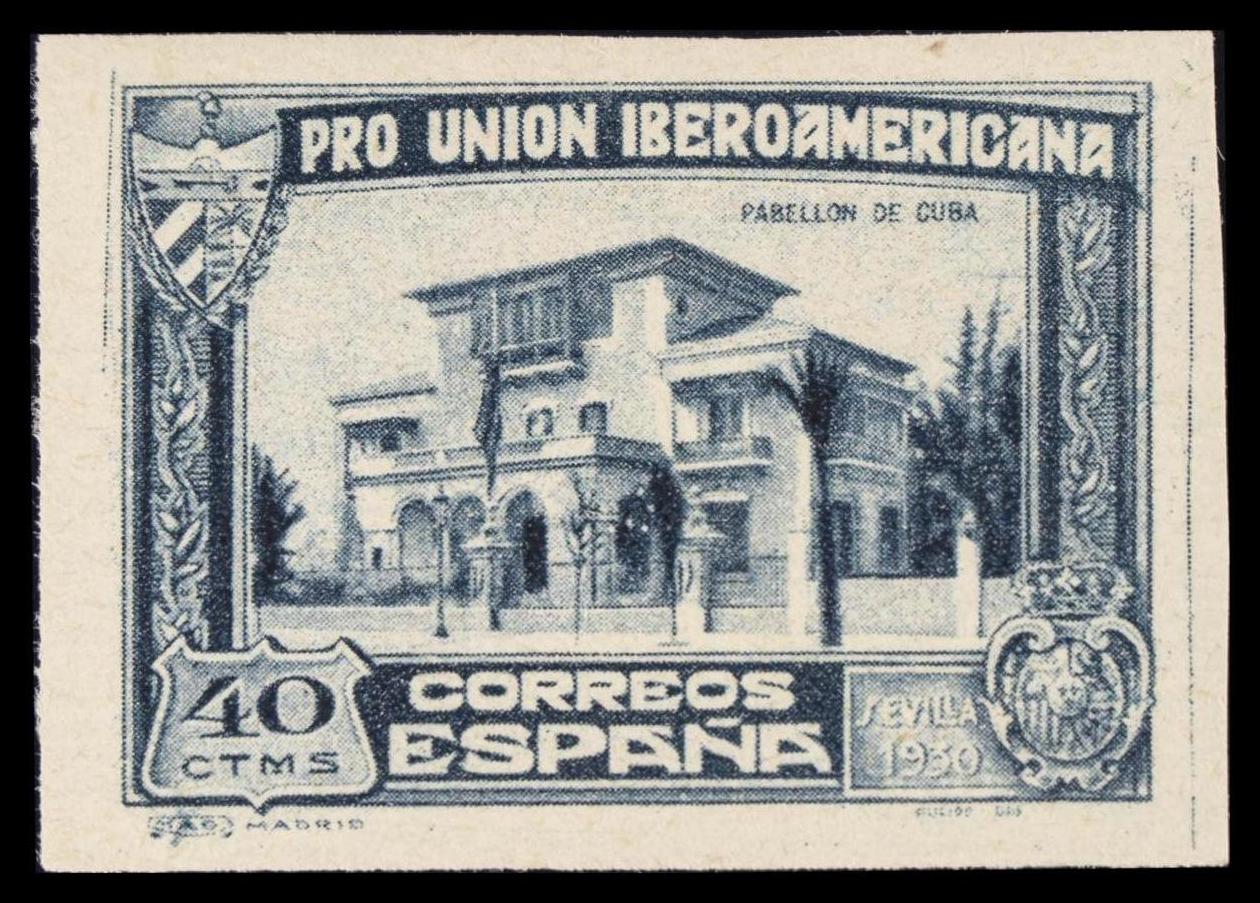 PRO UNION IBEROAMERICANA
PABELLON DE CUBA
40
CTMS
CORREOS
ESPAÑA
SEVILLA
1930
MADRID